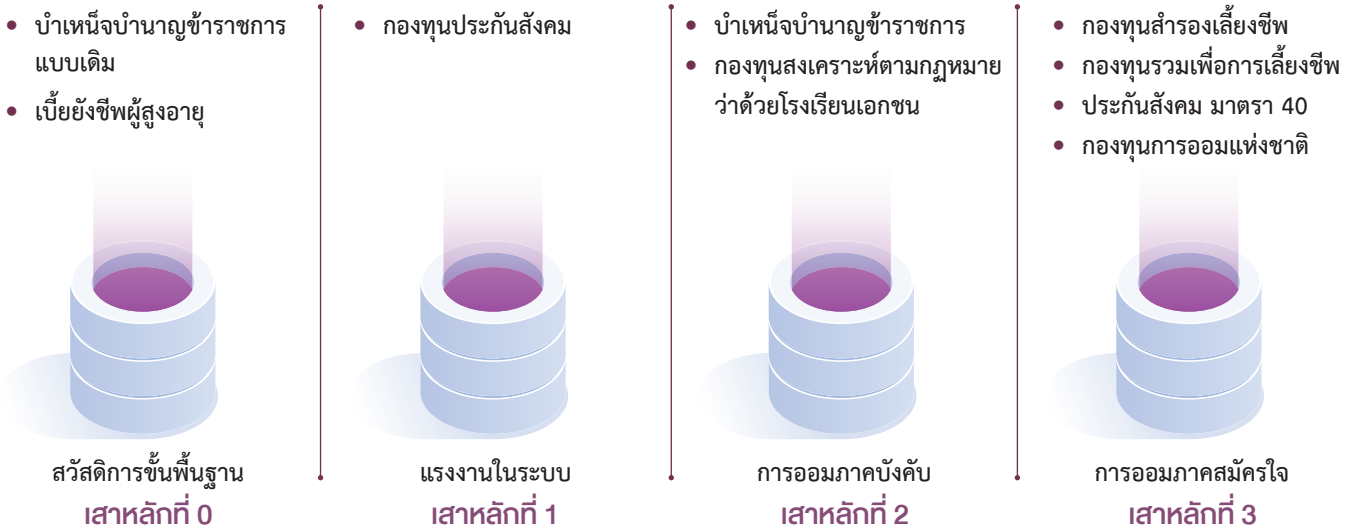 • บำเหน็จบำนาญข้าราชการ
แบบเดิม
• เบี้ยยังชีพผู้สูงอายุ
สวัสดิการขั้นพื้นฐาน
เสาหลักที่ 0
• กองทุนประกันสังคม
แรงงานในระบบ
เสาหลักที่ 1
• บำเหน็จบำนาญข้าราชการ
• กองทุนสงเคราะห์ตามกฎหมาย
ว่าด้วยโรงเรียนเอกชน
การออมภาคบังคับ
เสาหลักที่ 2
• กองทุนสำรองเลี้ยงชีพ
• กองทุนรวมเพื่อการเลี้ยงชีพ
• ประกันสังคม มาตรา 40
• กองทุนการออมแห่งชาติ
การออมภาคสมัครใจ
เสาหลักที่ 3